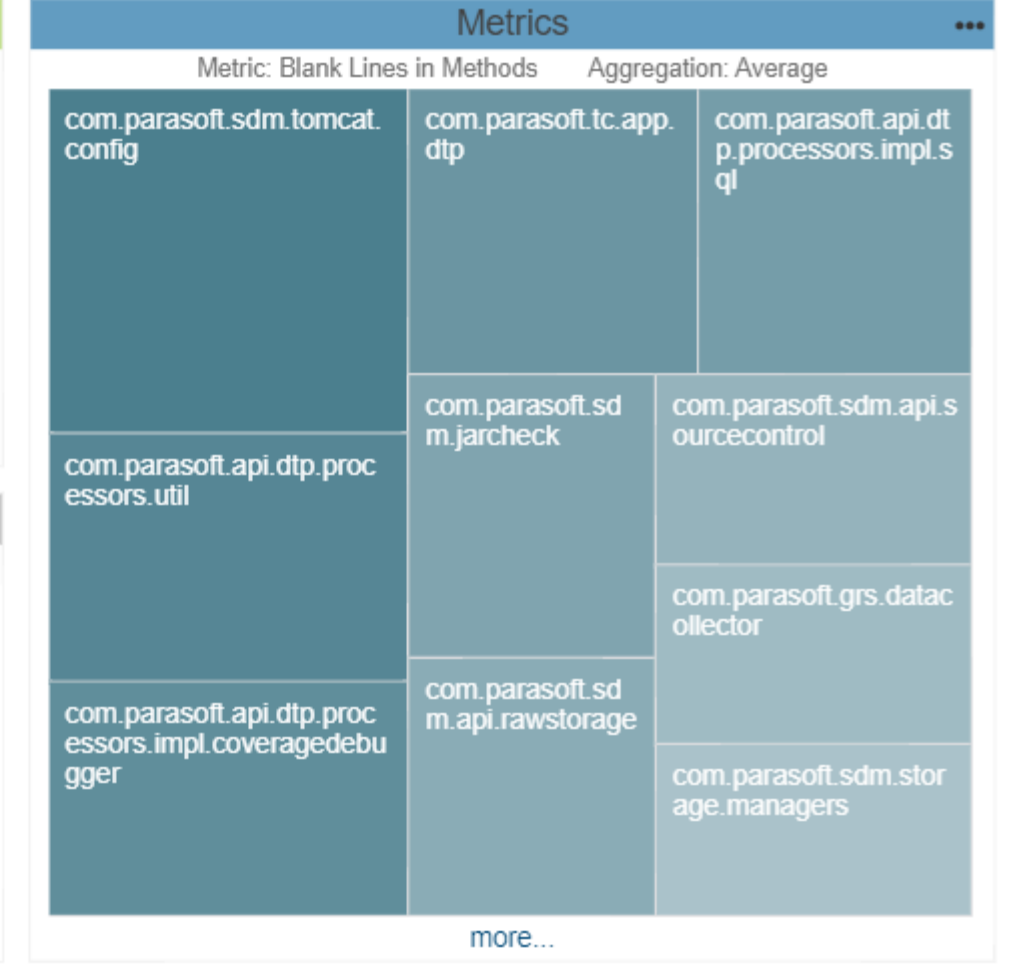 Metrics
Metric: Blank Lines in Methods Aggregation: Average
com.parasoft.sdm.tomcat.
config
com.parasoft.tc.app.
dtp
com.parasoft.api.dt
p.processors.impl.s
ql
com.parasoft.api.dtp.proc
essors.util
com.parasoft.sd
m.jarcheck
com.parasoft.sdm.api.s
ourcecontrol
com.parasoft.grs.datac
ollector
com.parasoft.api.dtp.proc
essors.impl.coveragedebu
gger
com.parasoft.sd
m.api.rawstorage
com.parasoft.sdm.stor
age.managers
more...